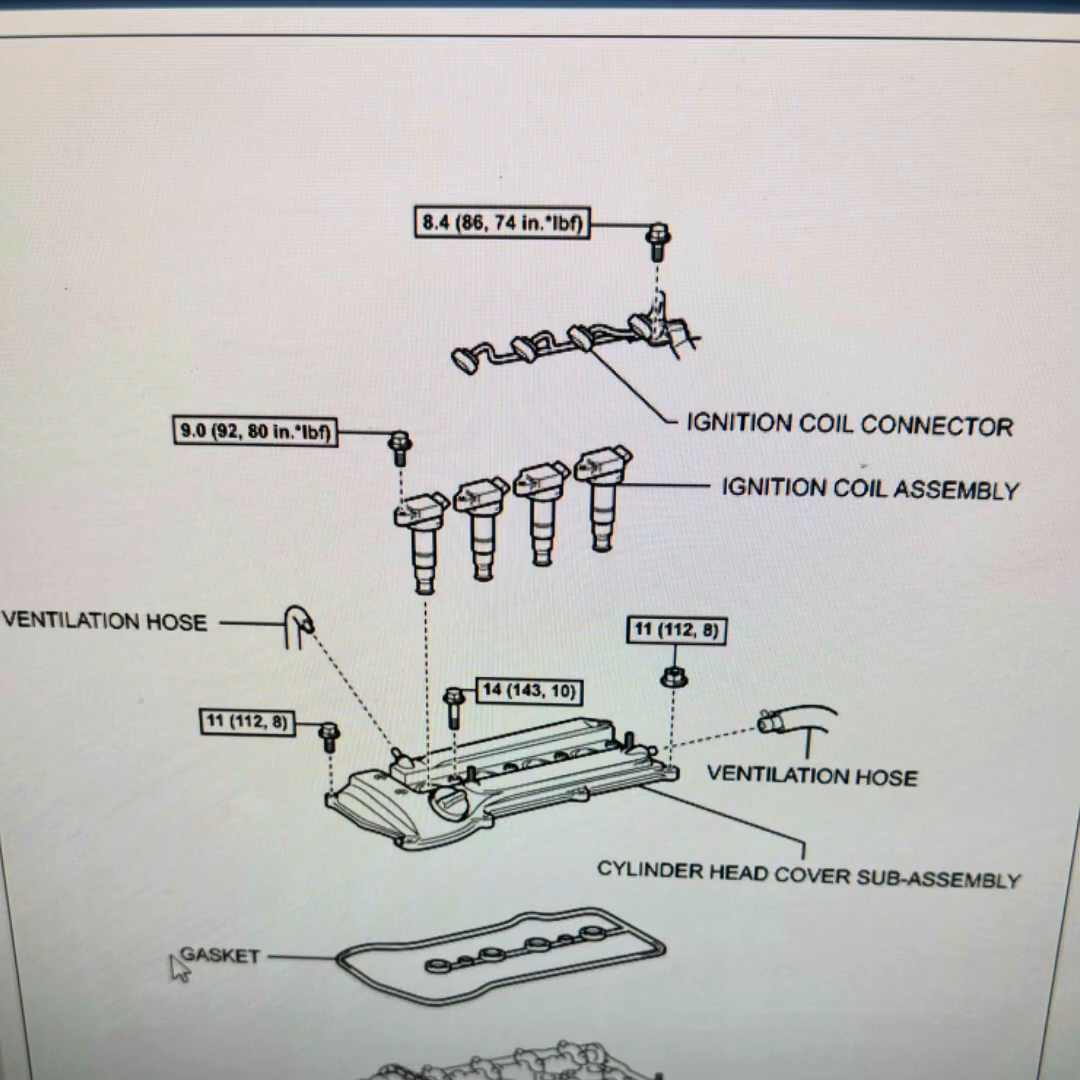 8.4 (86, 74 in.*lbf)
IGNITION COIL CONNECTOR
9.0 (92, 80 in.*lbf)
IGNITION COIL ASSEMBLY
VENTILATION HOSE
11 (112, 8)
14 (143, 10)
11 (112, 8)
VENTILATION HOSE
CYLINDER HEAD COVER SUB-ASSEMBLY
GASKET